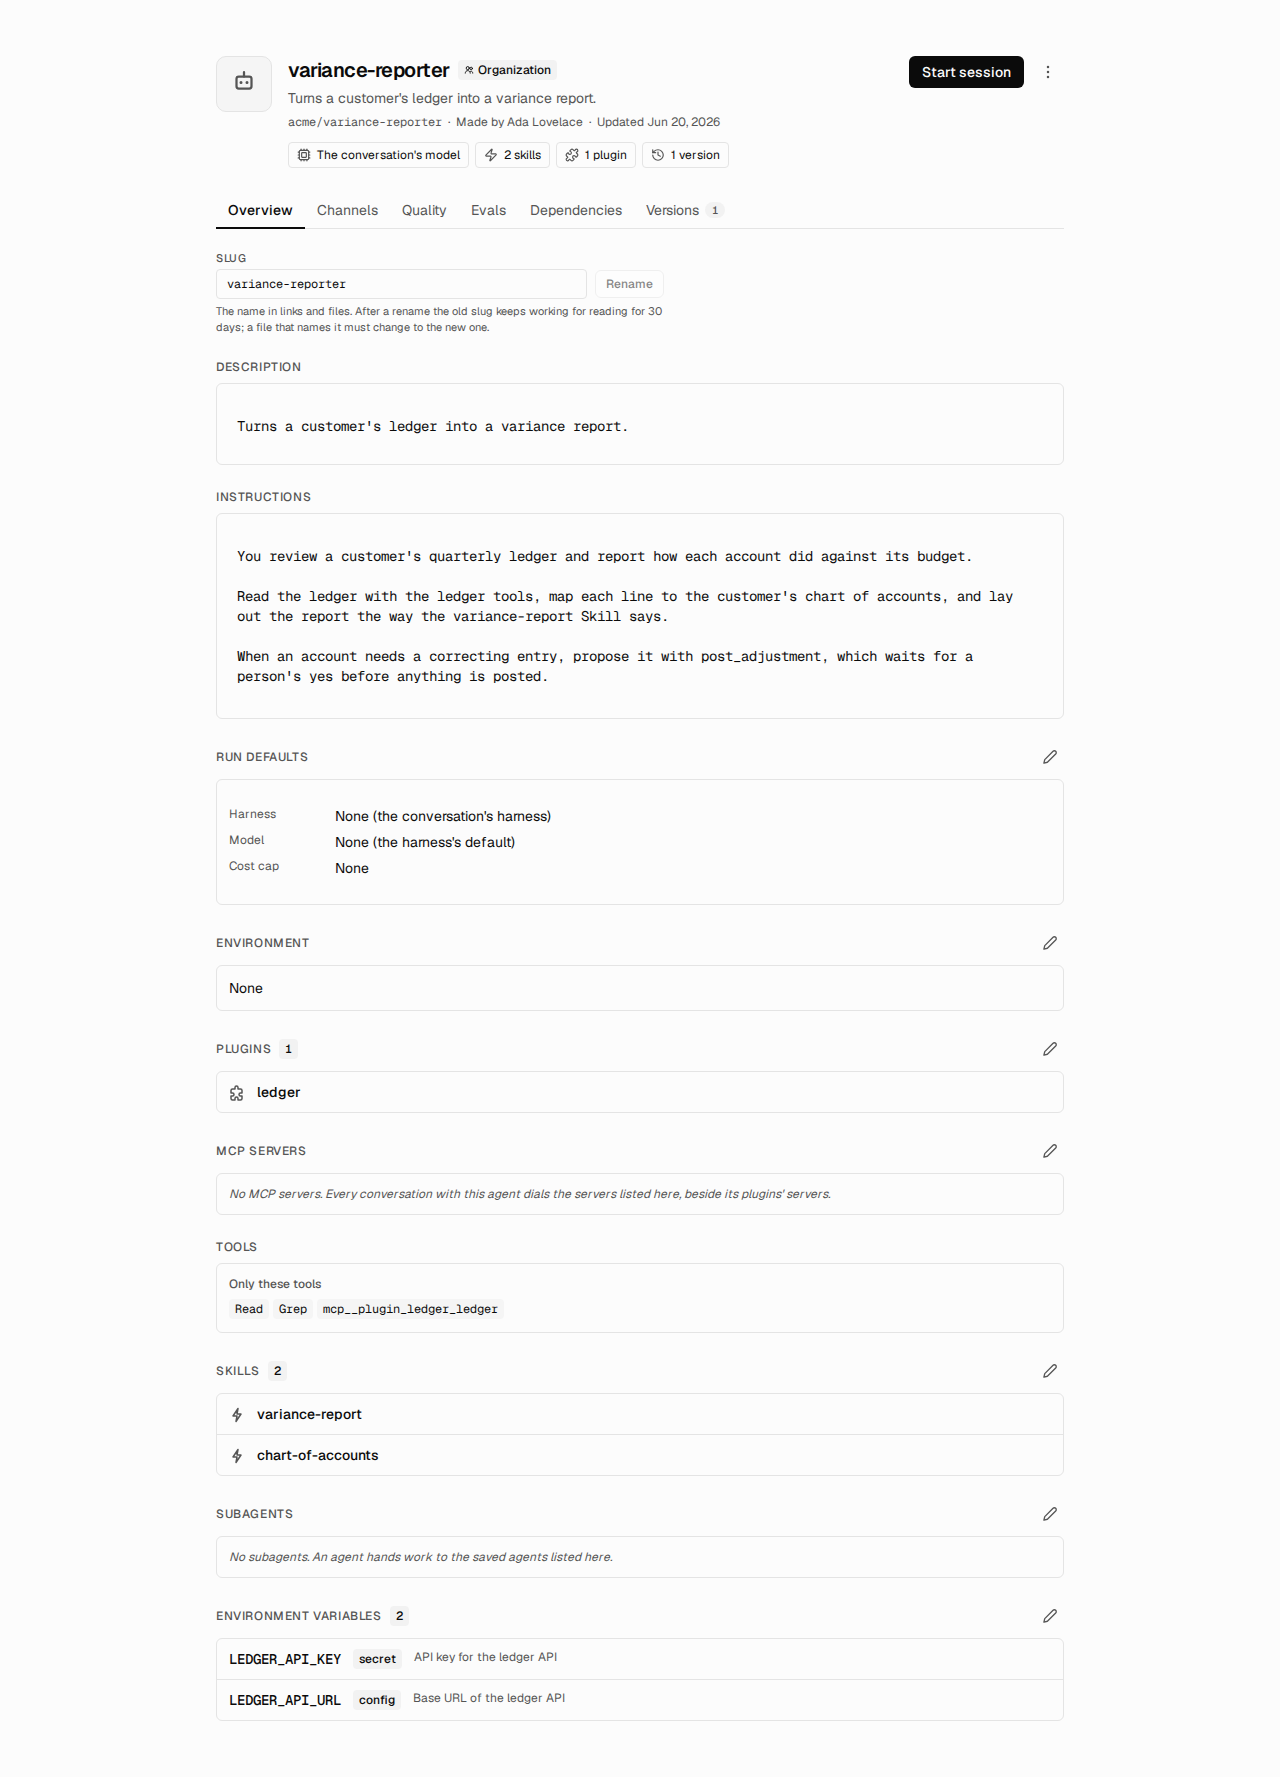 variance-reporter Organization Start session
Turns a customer's ledger into a variance report.
acme/variance-reporter · Made by Ada Lovelace · Updated Jun 20, 2026
The conversation's model 2 skills 1 plugin 1 version
Overview Channels Quality Evals Dependencies Versions 1
SLUG
variance-reporter Rename
The name in links and files. After a rename the old slug keeps working for reading for 30
days; a file that names it must change to the new one.
DESCRIPTION
Turns a customer's ledger into a variance report.
INSTRUCTIONS
You review a customer's quarterly ledger and report how each account did against its budget.
Read the ledger with the ledger tools, map each line to the customer's chart of accounts, and lay
out the report the way the variance-report Skill says.
When an account needs a correcting entry, propose it with post_adjustment, which waits for a
person's yes before anything is posted.
RUN DEFAULTS
Harness None (the conversation's harness)
Model None (the harness's default)
Cost cap None
ENVIRONMENT
None
PLUGINS 1
ledger
MCP SERVERS
No MCP servers. Every conversation with this agent dials the servers listed here, beside its plugins' servers.
TOOLS
Only these tools
Read Grep mcp__plugin_ledger_ledger
SKILLS 2
variance-report
chart-of-accounts
SUBAGENTS
No subagents. An agent hands work to the saved agents listed here.
ENVIRONMENT VARIABLES 2
LEDGER_API_KEY secret API key for the ledger API
LEDGER_API_URL config Base URL of the ledger API